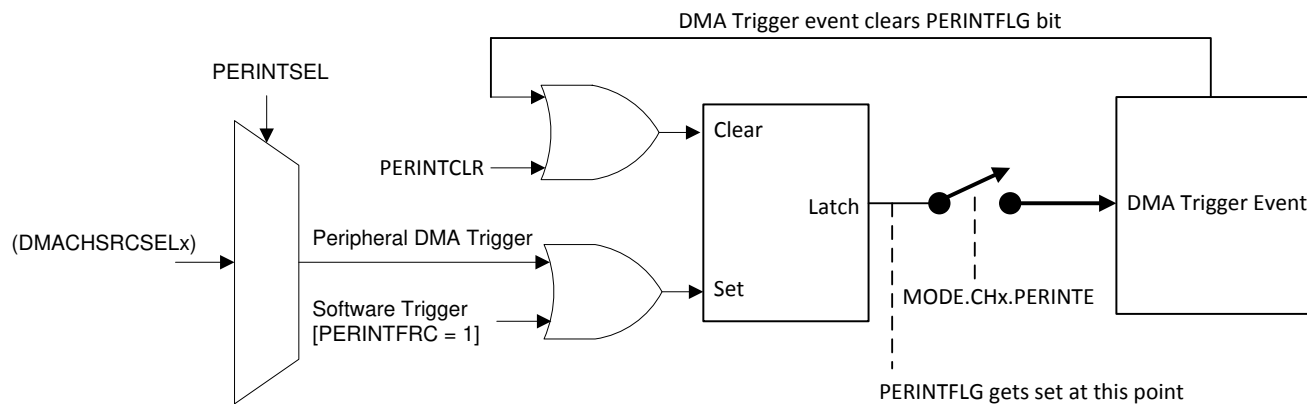 DMA Trigger event clears PERINTFLG bit
PERINTSEL
Clear
PERINTCLR
Latch
DMA Trigger Event
(DMACHSRCSELx)
Peripheral DMA Trigger
Set
MODE.CHx.PERINTE
Software Trigger
[PERINTFRC = 1]
PERINTFLG gets set at this point